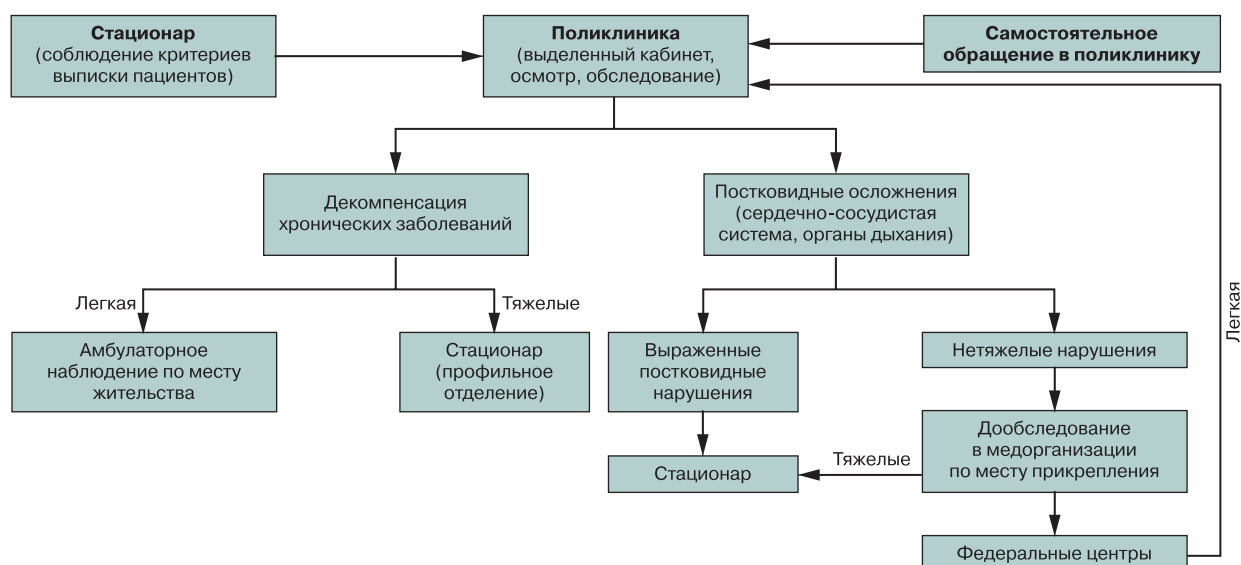 Стационар
(соблюдение критериев
выписки пациентов)
Поликлиника
(выделенный кабинет,
осмотр, обследование)
Самостоятельное
обращение в поликлинику
Декомпенсация
хронических заболеваний
Постковидные осложнения
(сердечно-сосудистая
система, органы дыхания)
Легкая
Тяжелые
Легкая
Амбулаторное
наблюдение по месту
жительства
Стационар
(профильное
отделение)
Выраженные
постковидные
нарушения
Нетяжелые нарушения
Дообследование
в медорганизации
по месту прикрепления
Тяжелые
Стационар
Федеральные центры